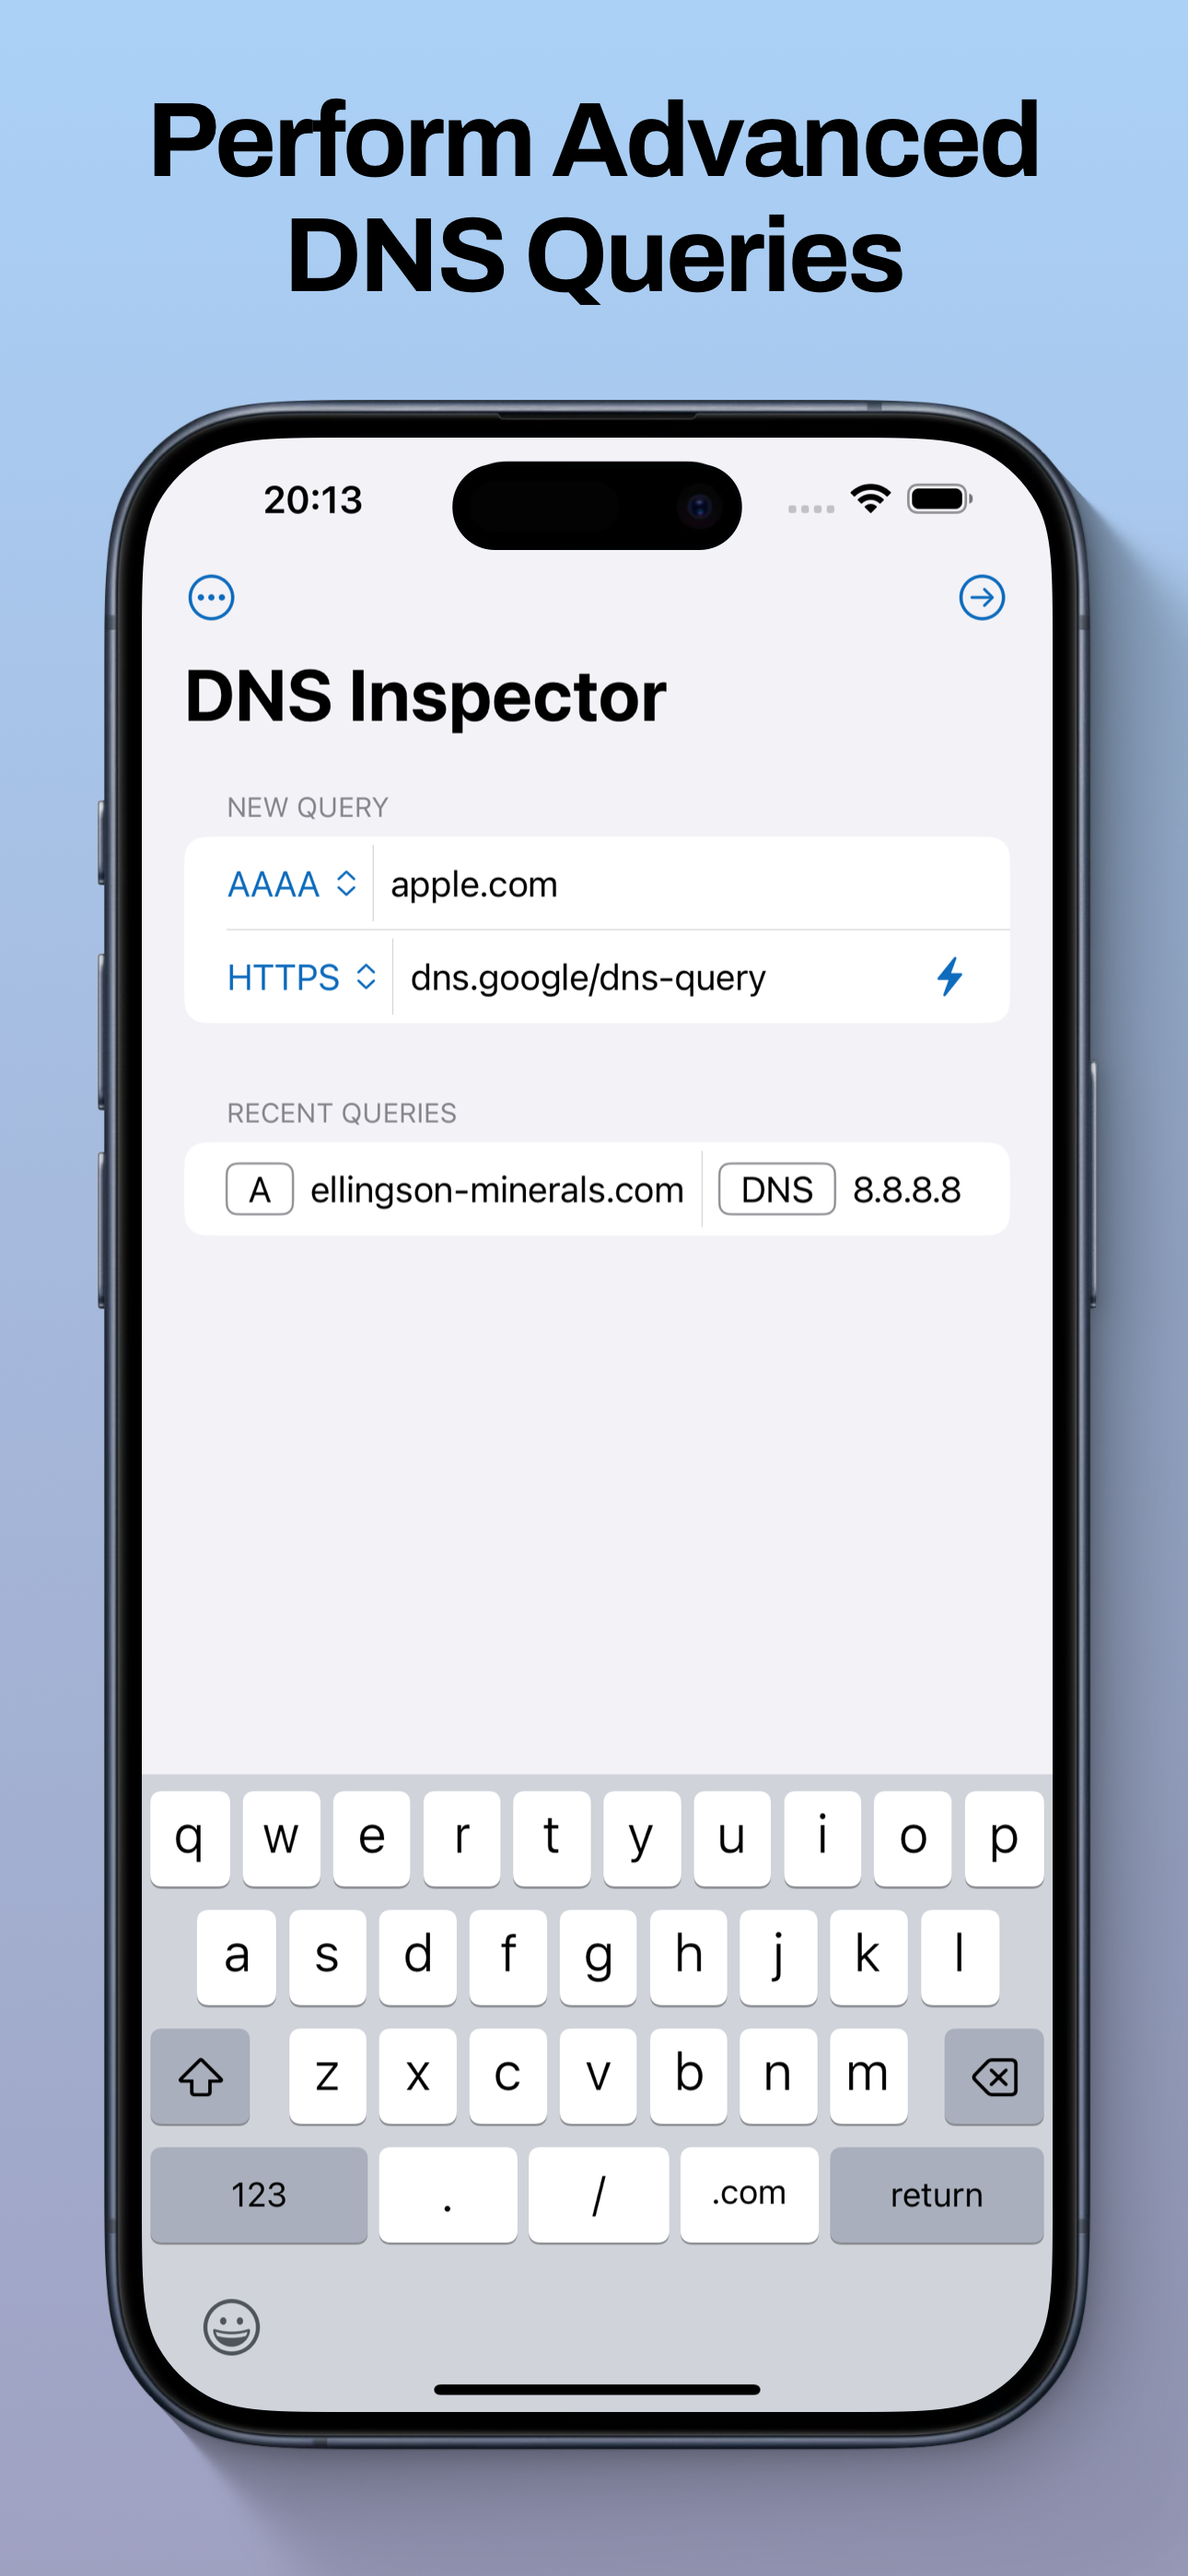 Perform Advanced
DNS Queries
20:13
DNS Inspector
NEW QUERY
AAAA apple.com
HTTPS dns.google/dns-query
RECENT QUERIES
A ellingson-minerals.com DNS 8.8.8.8
q w e r t y u i o p
a s d f g h j k l
z x c v b n m
123 . / .com return